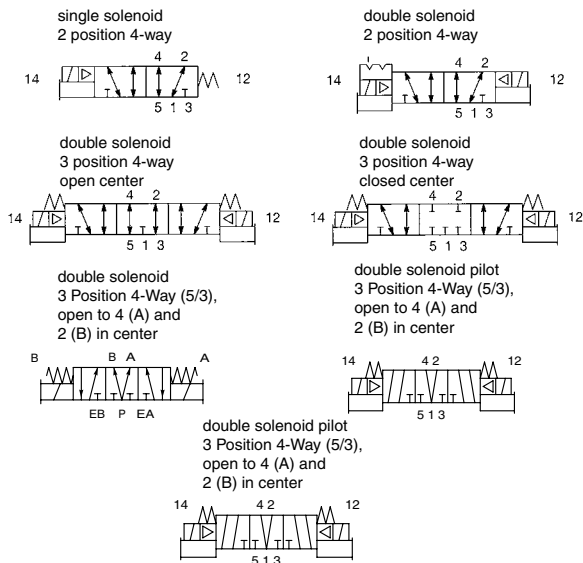 single solenoid
2 position 4-way
4 2
14
12
5 1 3
double solenoid
2 position 4-way
4 2
14
12
5 1 3
double solenoid
3 position 4-way
open center
4 2
14
12
5 1 3
double solenoid
3 position 4-way
closed center
4 2
14
12
5 1 3
double solenoid
3 Position 4-Way (5/3),
open to 4 (A) and
2 (B) in center
B B A A
EB P EA
double solenoid pilot
3 Position 4-Way (5/3),
open to 4 (A) and
2 (B) in center
14 4 2 12
5 1 3
double solenoid pilot
3 Position 4-Way (5/3),
open to 4 (A) and
2 (B) in center
14 4 2 12
5 1 3